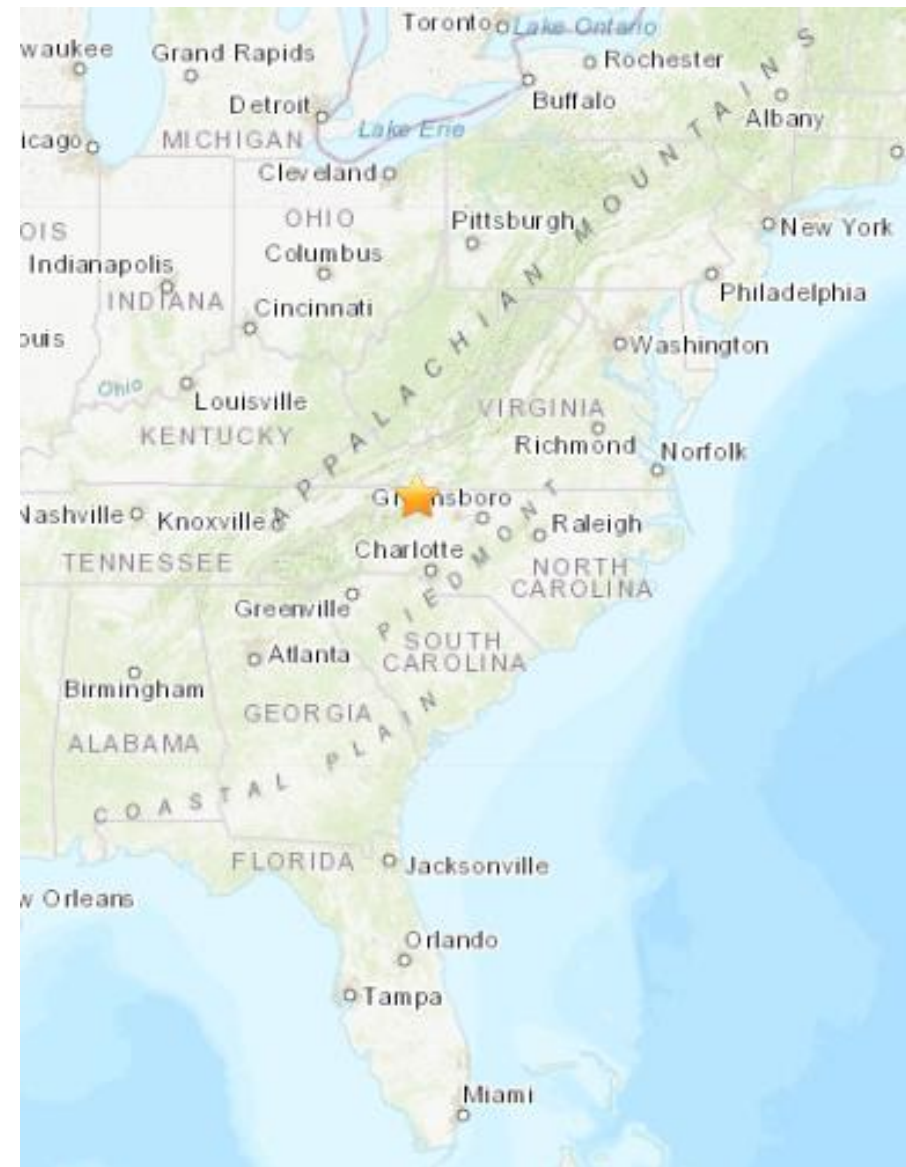 Toronto
Lake Ontario
waukee
Grand Rapids
Rochester
Detroit
Buffalo
Albany
icago
MICHIGAN
Lake Erie
Cleveland
OIS
OHIO
Pittsburgh
New York
Indianapolis
Columbus
INDIANA
Cincinnati
Philadelphia
ouis
Washington
APPALACHIAN MOUNTAINS
Ohio
Louisville
VIRGINIA
KENTUCKY
Richmond
Norfolk
Nashville
Knoxville
Raleigh
TENNESSEE
Charlotte
PIEDMONT
NORTH
CAROLINA
Greenville
SOUTH
CAROLINA
Atlanta
Birmingham
GEORGIA
ALABAMA
COASTAL PLAIN
FLORIDA
Jacksonville
w Orleans
Orlando
Tampa
Miami